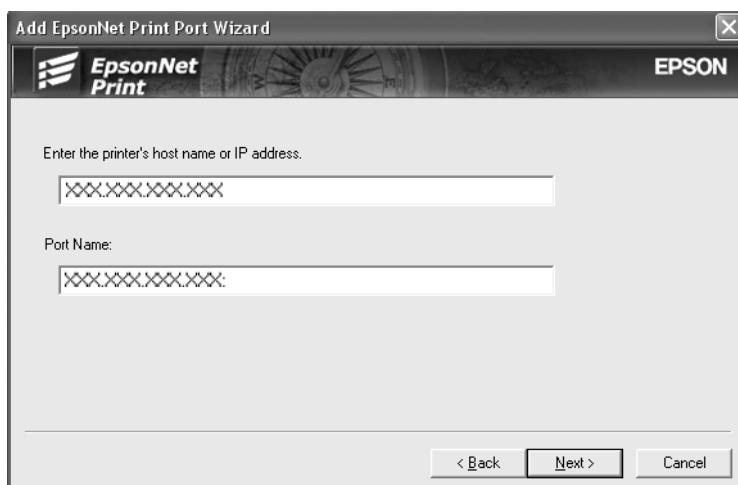 Add EpsonNet Print Port Wizard
EpsonNet
Print
EPSON
Enter the printer's host name or IP address.
XXX.XXX.XXX.XXX
Port Name:
XXX.XXX.XXX.XXX:
< Back
Next >
Cancel